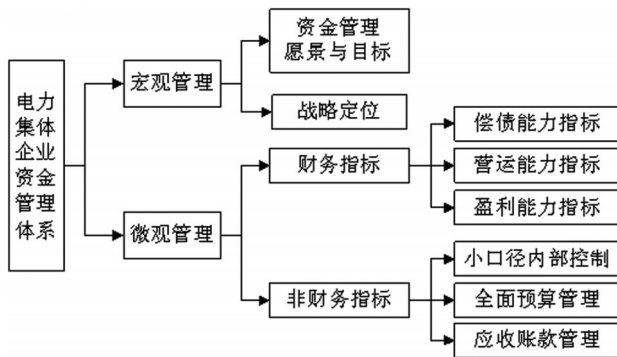 电力
集体
企业
资金
管理
体系
宏观管理
资金管理
愿景与目标
战略定位
微观管理
财务指标
偿债能力指标
营运能力指标
盈利能力指标
非财务指标
小口径内部控制
全面预算管理
应收账款管理